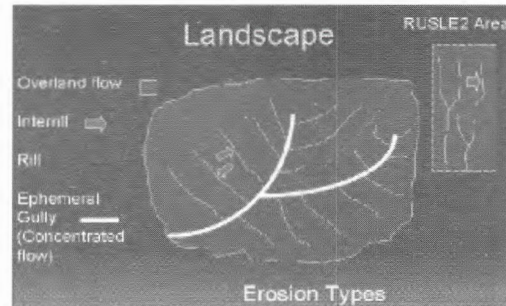 Landscape
RUSLE2 Area
Overland flow
Interrill
Rill
Ephemeral
Gully
(Concentrated
flow)
Erosion Types